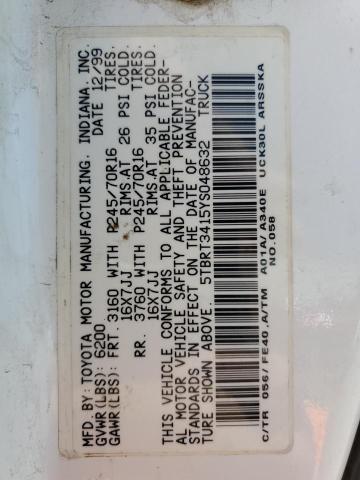 MFD. BY: TOYOTA MOTOR MANUFACTURING. INDIANA, INC.
GVWR(LBS): 6200 DATE 12/99
GAWR(LBS): FRT. 3160 WITH P245/70R16 TIRES.
16X7JJ RIMS.AT 26 PSI COLD.
RR. 3760 WITH P245/70R16 TIRES.
16X7JJ RIMS.AT 35 PSI COLD.
THIS VEHICLE CONFORMS TO ALL APPLICABLE FEDER-
AL MOTOR VEHICLE SAFETY AND THEFT PREVENTION
STANDARDS IN EFFECT ON THE DATE OF MANUFAC-
TURE SHOWN ABOVE. 5TBRT3415YS048632 TRUCK
C/TR 056/FE40,A/TM A01A/A340E UCK30L ARSSKA
NO.058